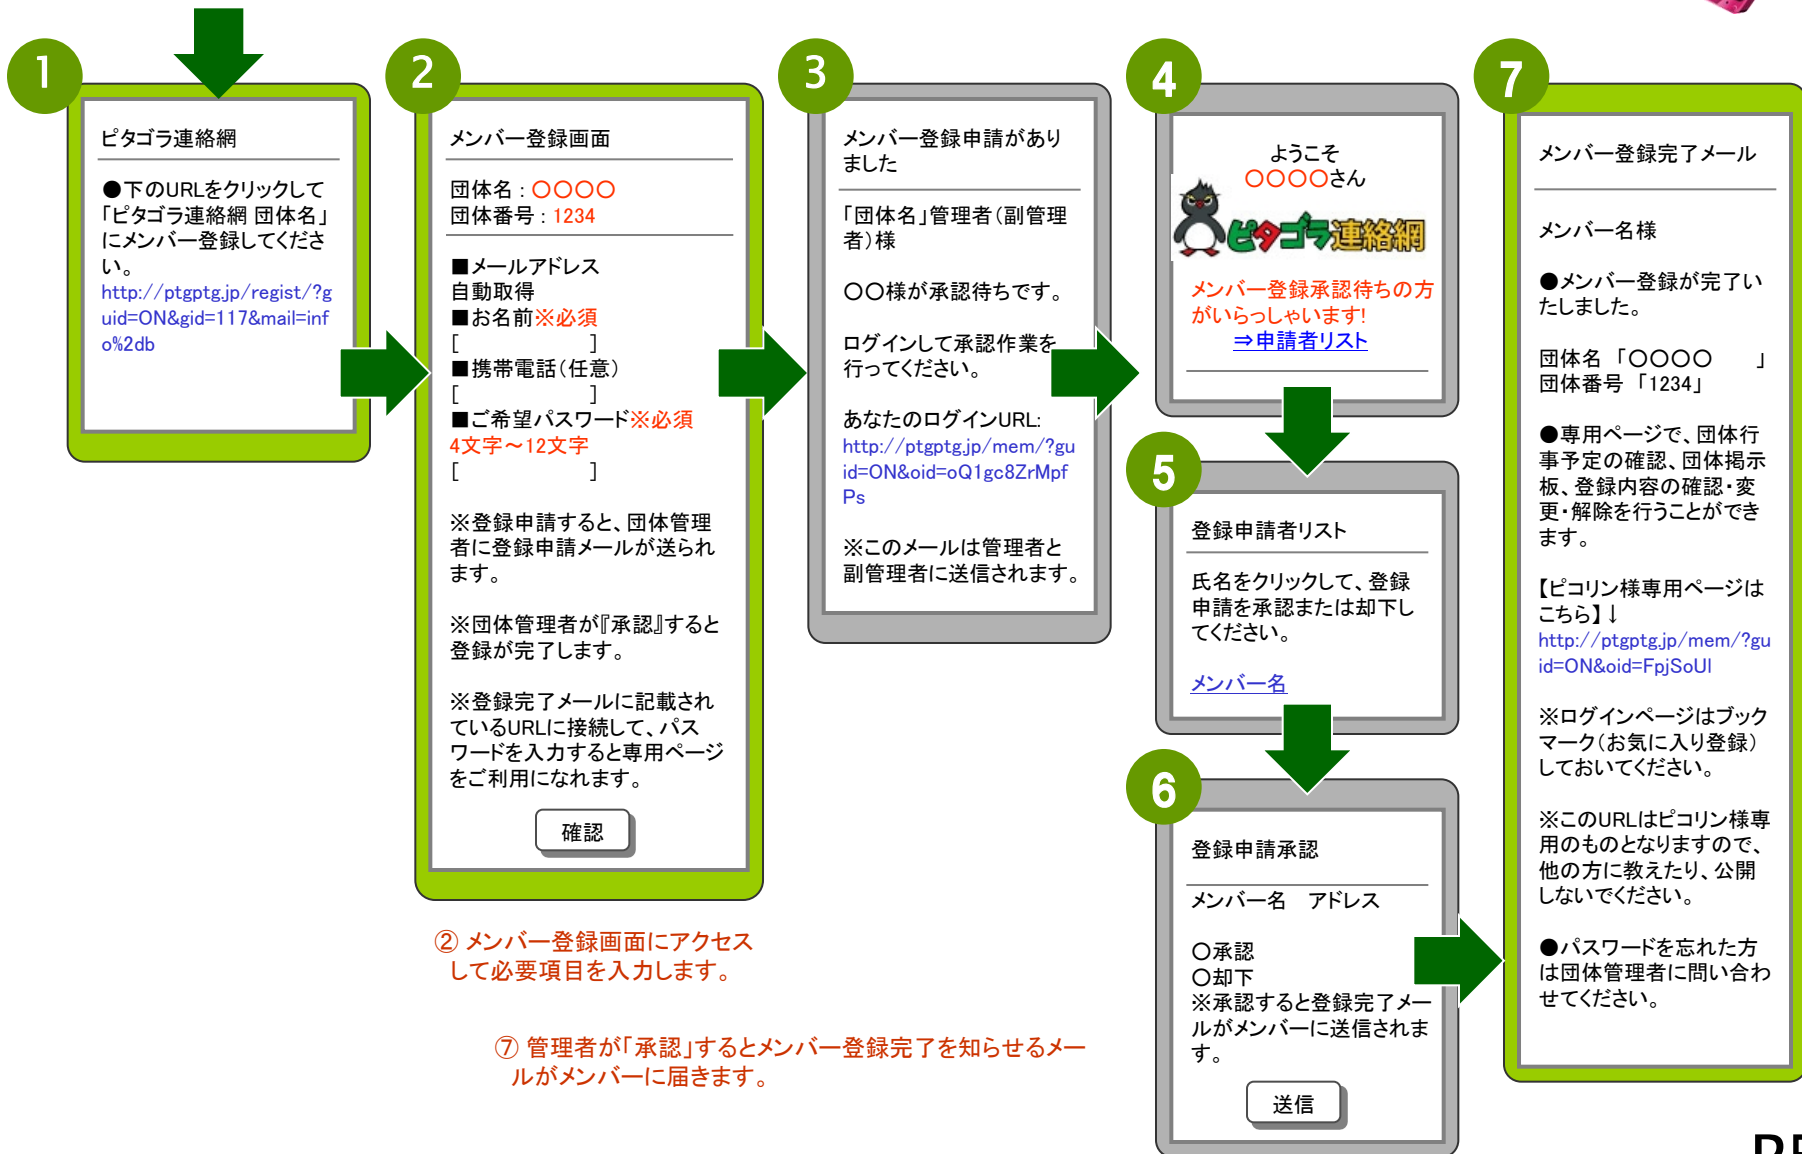 1
ピタゴラ連絡網
●下のURLをクリックして
「ピタゴラ連絡網 団体名」
にメンバー登録してくださ
い。
http://ptgptg.jp/regist/?g
uid=ON&gid=117&mail=inf
o%2db
2
メンバー登録画面
団体名:〇〇〇〇
団体番号:1234
■メールアドレス
自動取得
■お名前※必須
[ ]
■携帯電話(任意)
[ ]
■ご希望パスワード※必須
4文字～12文字
[ ]
※登録申請すると、団体管理
者に登録申請メールが送られ
ます。
※団体管理者が『承認』すると
登録が完了します。
※登録完了メールに記載され
ているURLに接続して、パス
ワードを入力すると専用ページ
をご利用になれます。
確認
② メンバー登録画面にアクセス
して必要項目を入力します。
3
メンバー登録申請があり
ました
「団体名」管理者(副管理
者)様
〇〇様が承認待ちです。
ログインして承認作業を
行ってください。
あなたのログインURL:
http://ptgptg.jp/mem/?gu
id=ON&oid=oQ1gc8ZrMpf
Ps
※このメールは管理者と
副管理者に送信されます。
4
ようこそ
〇〇〇〇さん
ピタゴラ連絡網
メンバー登録承認待ちの方
がいらっしゃいます!
⇒申請者リスト
5
登録申請者リスト
氏名をクリックして、登録
申請を承認または却下し
てください。
メンバー名
6
登録申請承認
メンバー名　アドレス
〇承認
〇却下
※承認すると登録完了メー
ルがメンバーに送信されま
す。
送信
7
メンバー登録完了メール
メンバー名様
●メンバー登録が完了い
たしました。
団体名 「〇〇〇〇　」
団体番号 「1234」
●専用ページで、団体行
事予定の確認、団体掲示
板、登録内容の確認・変
更・解除を行うことができ
ます。
【ピコリン様専用ページは
こちら】↓
http://ptgptg.jp/mem/?gu
id=ON&oid=FpjSoUl
※ログインページはブック
マーク(お気に入り登録)
しておいてください。
※このURLはピコリン様専
用のものとなりますので、
他の方に教えたり、公開
しないでください。
●パスワードを忘れた方
は団体管理者に問い合わ
せてください。
⑦ 管理者が「承認」するとメンバー登録完了を知らせるメー
ルがメンバーに届きます。